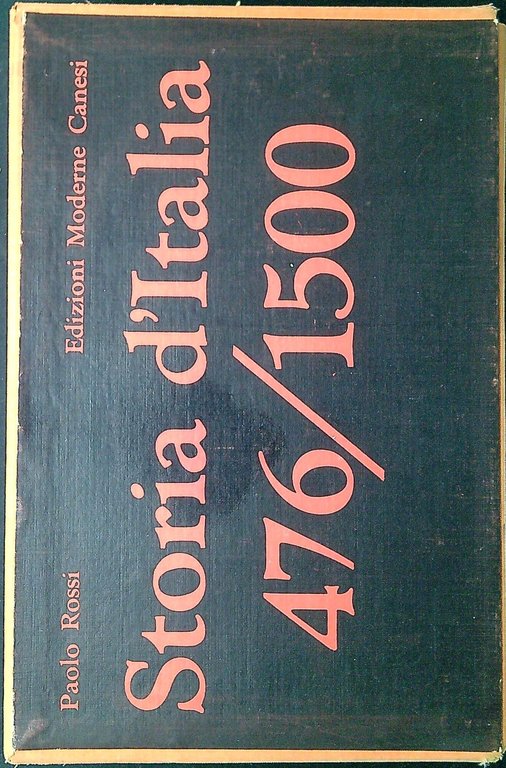 Paolo Rossi Edizioni Moderne Canesi
Storia d'Italia
476/1500